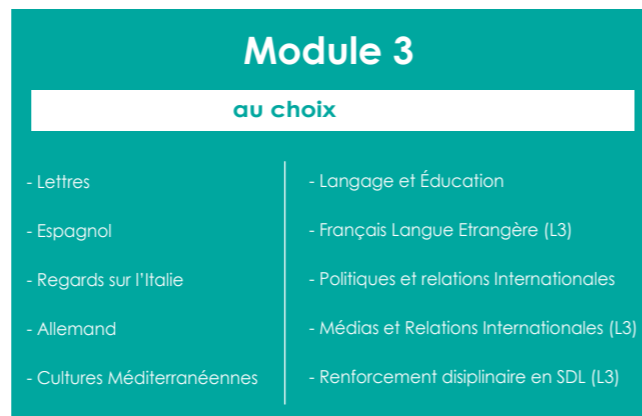 Module 3
au choix
- Lettres
- Espagnol
- Regards sur l'Italie
- Allemand
- Cultures Méditerranéennes
- Langage et Éducation
- Français Langue Etrangère (L3)
- Politiques et relations Internationales
- Médias et Relations Internationales (L3)
- Renforcement disiplinaire en SDL (L3)